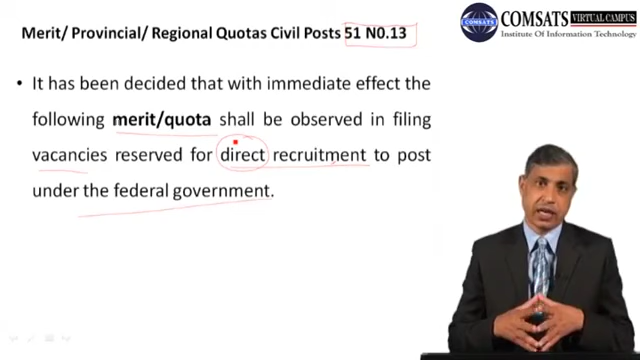 Merit/ Provincial/ Regional Quotas Civil Posts 51 N0.13
COMSATS VIRTUAL CAMPUS
Institute Of Information Technology
• It has been decided that with immediate effect the
following merit/quota shall be observed in filing
vacancies reserved for direct recruitment to post
under the federal government.